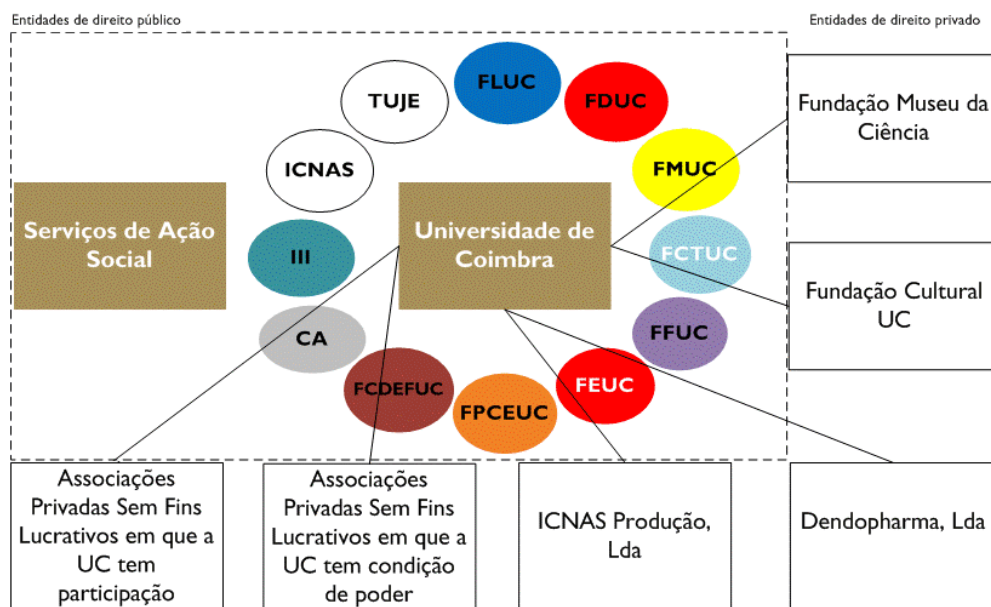 Entidades de direito público
Entidades de direito privado
FLUC
TUJE
FDUC
Fundação Museu da
Ciência
ICNAS
FMUC
Serviços de Ação
Social
Universidade de
Coimbra
III
FCTUC
Fundação Cultural
UC
CA
FFUC
FCDEFUC
FPCEUC
FEUC
Associações
Privadas Sem Fins
Lucrativos em que a
UC tem
participação
Associações
Privadas Sem Fins
Lucrativos em que a
UC tem condição
de poder
ICNAS Produção,
Lda
Dendopharma, Lda